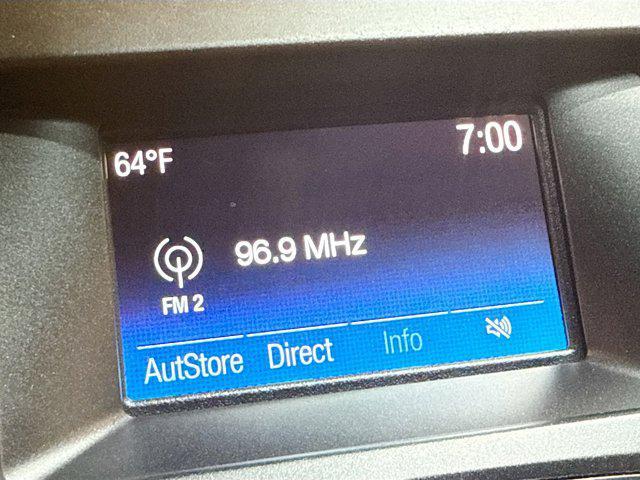 64°F
7:00
96.9 MHz
FM 2
AutStore Direct Info